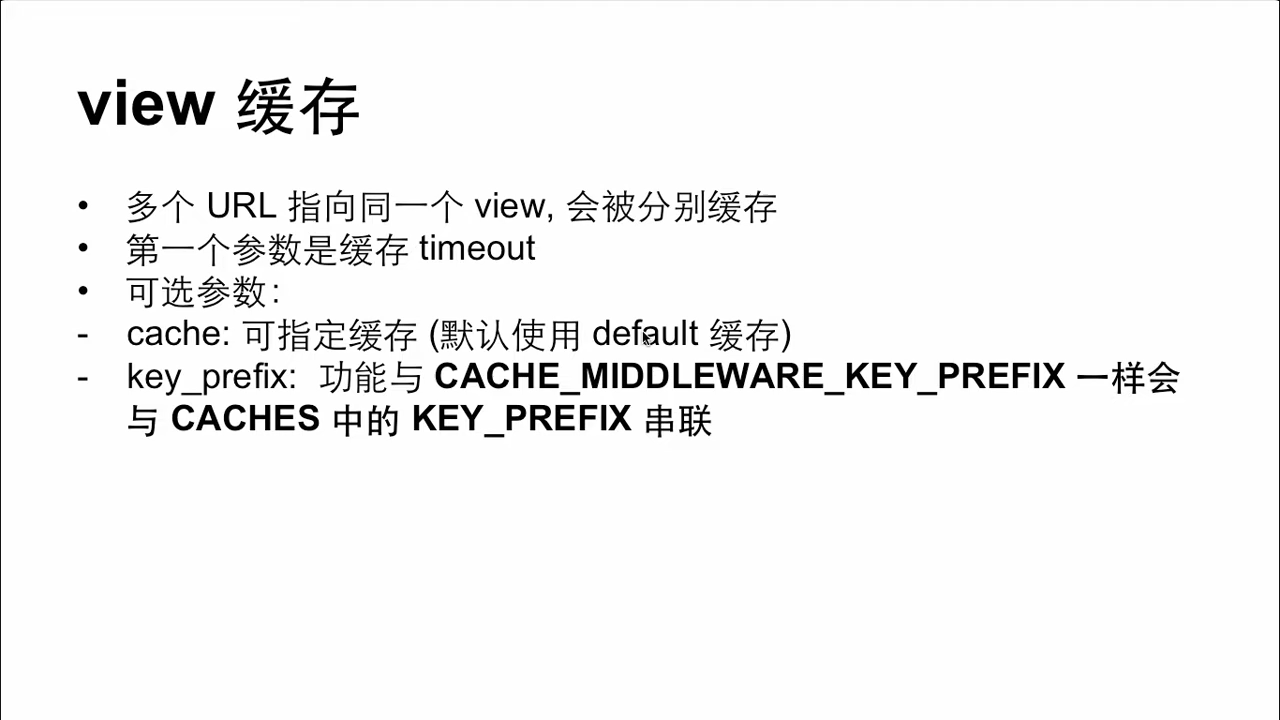 view 缓存
• 多个 URL 指向同一个 view, 会被分别缓存
• 第一个参数是缓存 timeout
• 可选参数:
- cache: 可指定缓存 (默认使用 default 缓存)
- key_prefix: 功能与 CACHE_MIDDLEWARE_KEY_PREFIX 一样会
与 CACHES 中的 KEY_PREFIX 串联